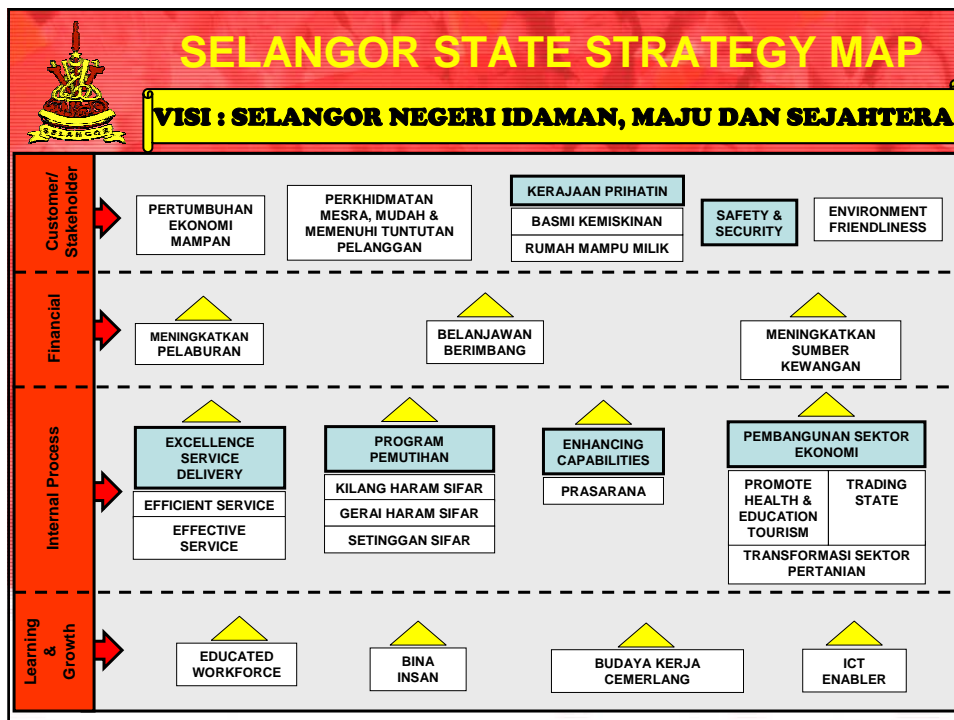 SELANGOR STATE STRATEGY MAP
SELANGOR
VISI : SELANGOR NEGERI IDAMAN, MAJU DAN SEJAHTERA
Customer/
Stakeholder
PERTUMBUHAN
EKONOMI
MAMPAN
PERKHIDMATAN
MESRA, MUDAH &
MEMENUHI TUNTUTAN
PELANGGAN
KERAJAAN PRIHATIN
BASMI KEMISKINAN
RUMAH MAMPU MILIK
SAFETY &
SECURITY
ENVIRONMENT
FRIENDLINESS
Financial
MENINGKATKAN
PELABURAN
BELANJAWAN
BERIMBANG
MENINGKATKAN
SUMBER
KEWANGAN
Internal Process
EXCELLENCE
SERVICE
DELIVERY
EFFICIENT SERVICE
EFFECTIVE
SERVICE
PROGRAM
PEMUTIHAN
KILANG HARAM SIFAR
GERAI HARAM SIFAR
SETINGGAN SIFAR
ENHANCING
CAPABILITIES
PRASARANA
PEMBANGUNAN SEKTOR
EKONOMI
PROMOTE
HEALTH &
EDUCATION
TOURISM
TRADING
STATE
TRANSFORMASI SEKTOR
PERTANIAN
Learning
&
Growth
EDUCATED
WORKFORCE
BINA
INSAN
BUDAYA KERJA
CEMERLANG
ICT
ENABLER